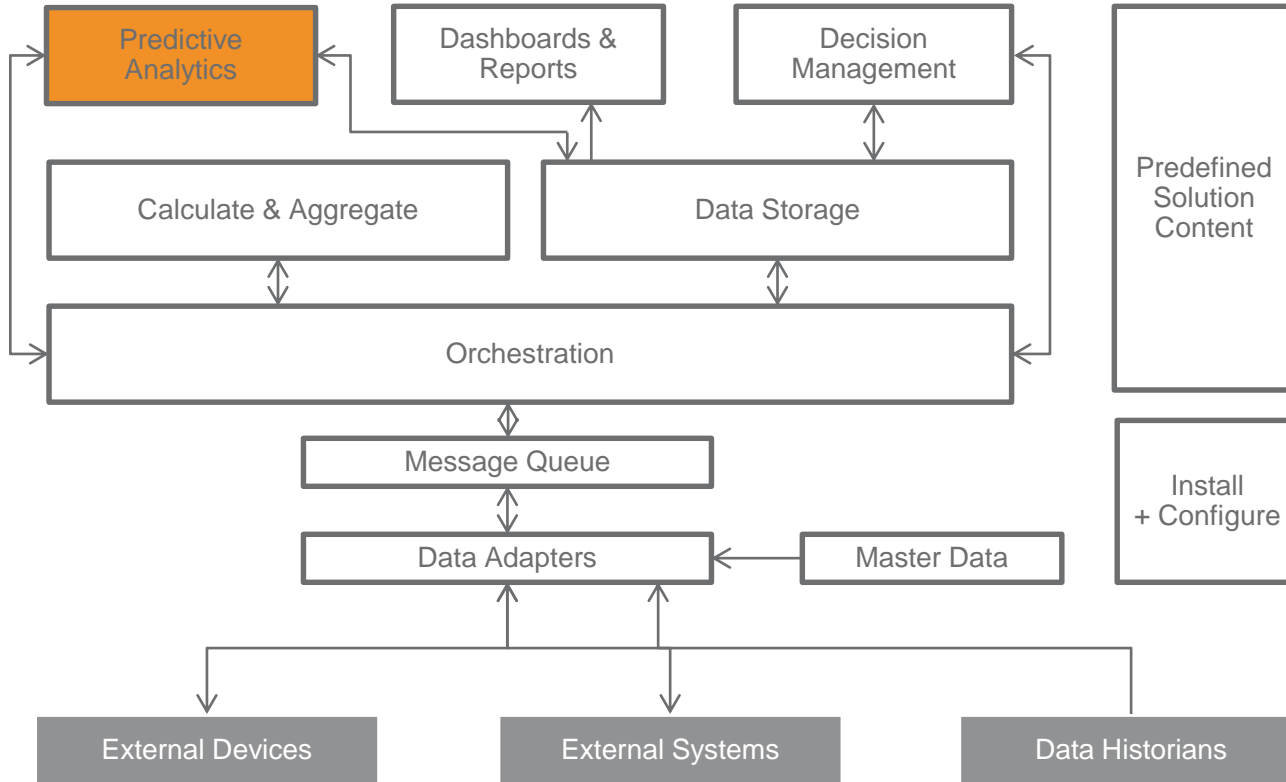 Predictive
Analytics
Dashboards &
Reports
Decision
Management
Predefined
Solution
Content
Calculate & Aggregate
Data Storage
Orchestration
Message Queue
Install
+ Configure
Data Adapters
Master Data
External Devices
External Systems
Data Historians